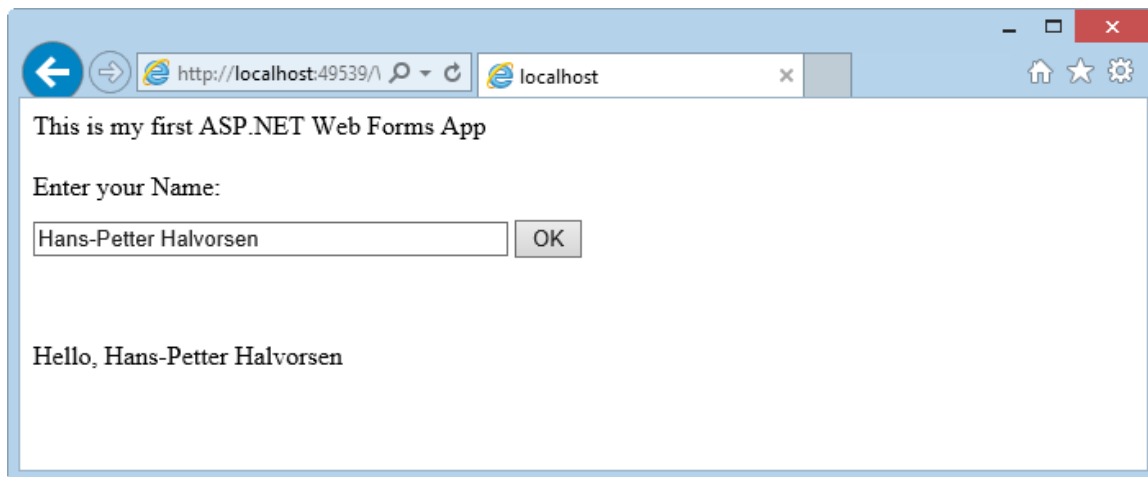 http://localhost:49539/\
localhost
This is my first ASP.NET Web Forms App
Enter your Name:
Hans-Petter Halvorsen
OK
Hello, Hans-Petter Halvorsen